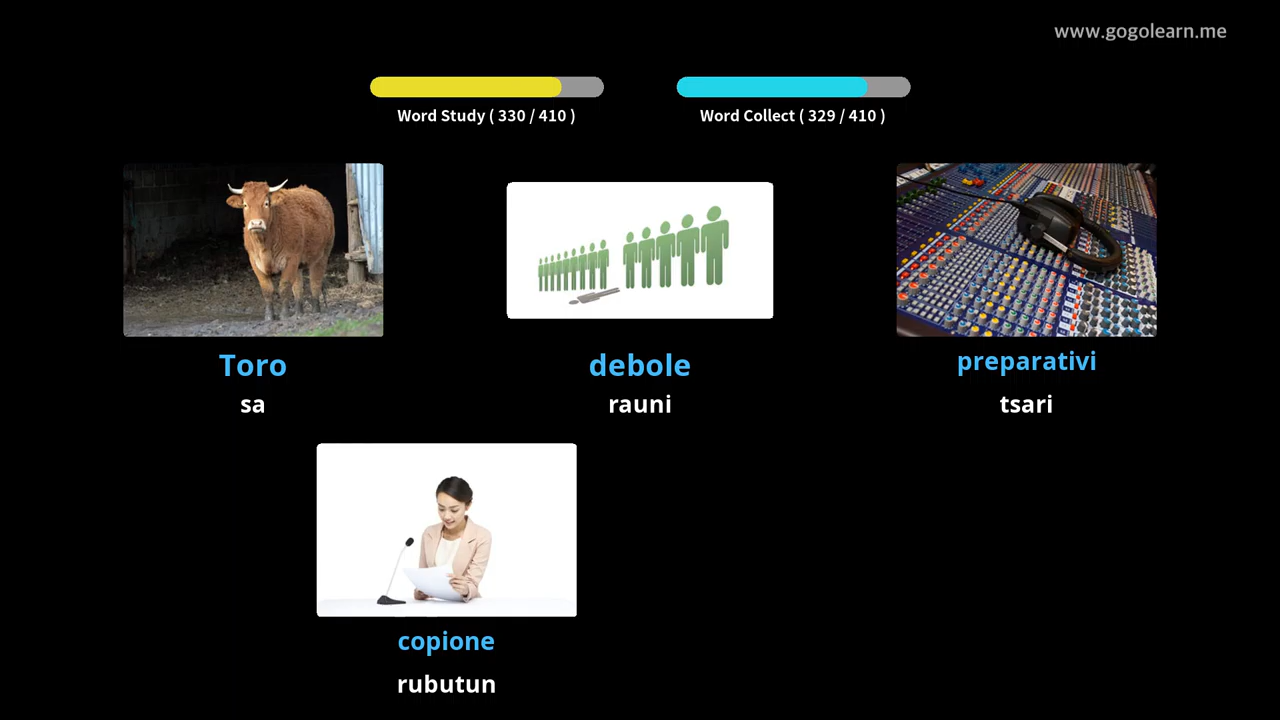 www.gogolearn.me
Word Study ( 330 / 410 )
Word Collect ( 329 / 410 )
Toro
sa
debole
rauni
preparativi
tsari
copione
rubutun